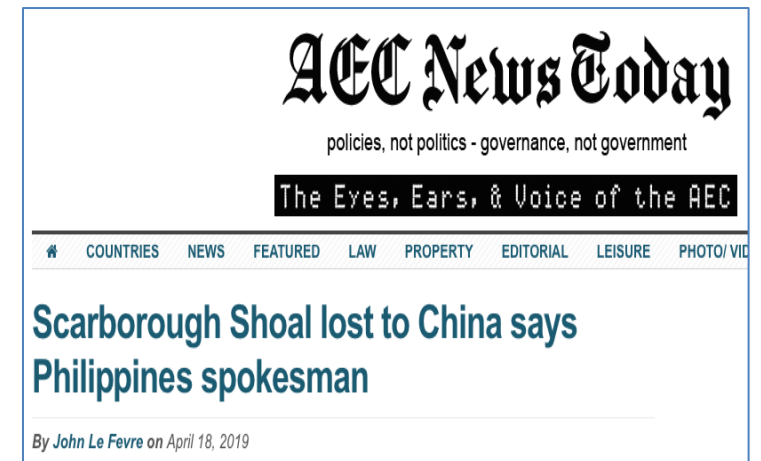 AEC News Today
policies, not politics - governance, not government
The Eyes, Ears, & Voice of the AEC
COUNTRIES NEWS FEATURED LAW PROPERTY EDITORIAL LEISURE PHOTO/ VID
Scarborough Shoal lost to China says
Philippines spokesman
By John Le Fevre on April 18, 2019